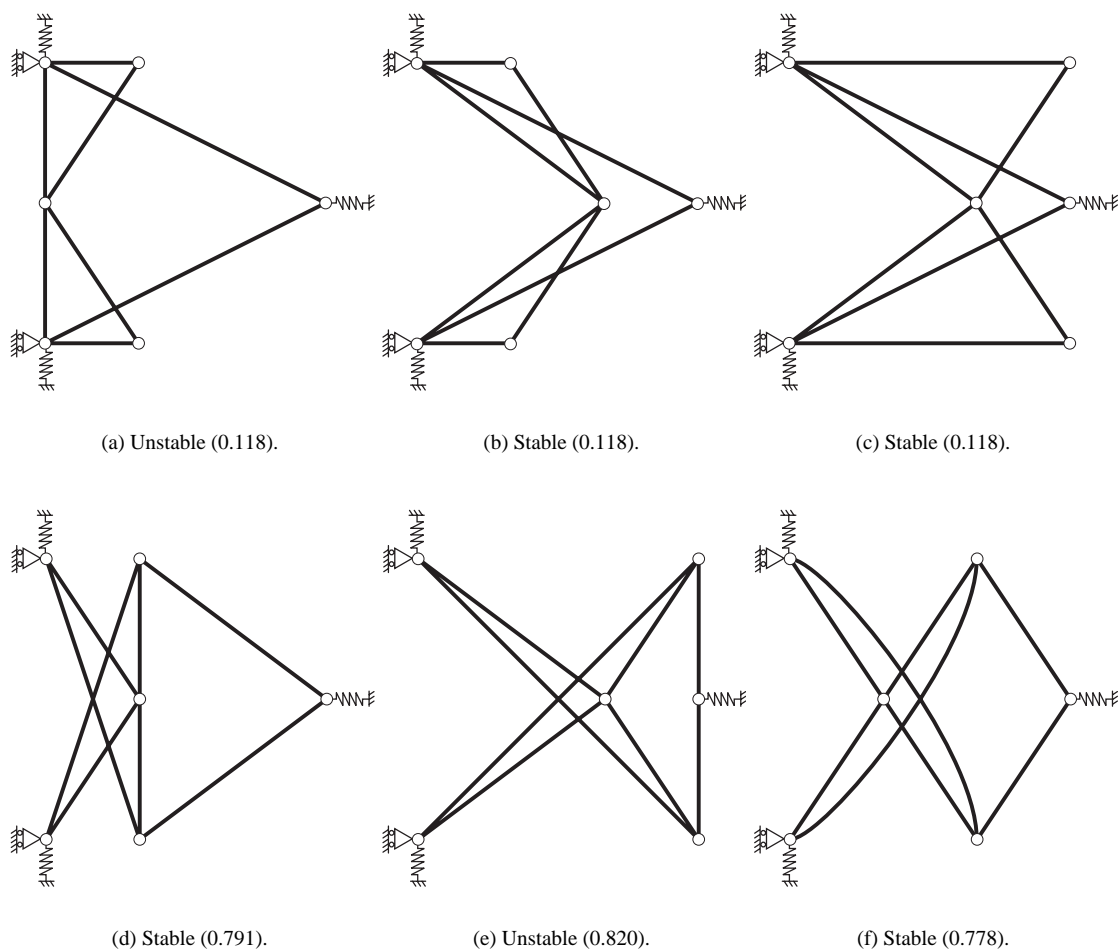 (a) Unstable (0.118).
(b) Stable (0.118).
(c) Stable (0.118).
(d) Stable (0.791).
(e) Unstable (0.820).
(f) Stable (0.778).